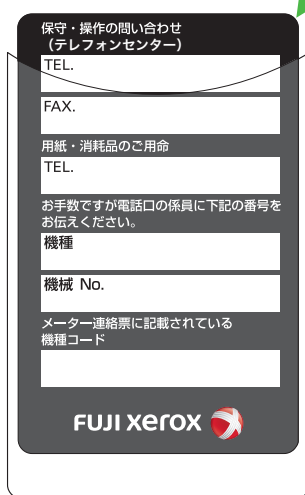 保守・操作の問い合わせ
（テレフォンセンター）
TEL.
FAX.
用紙・消耗品のご用命
TEL.
お手数ですが電話口の係員に下記の番号を
お伝えください。
機種
機械 No.
メーター連絡票に記載されている
機種コード
FUJI xerox